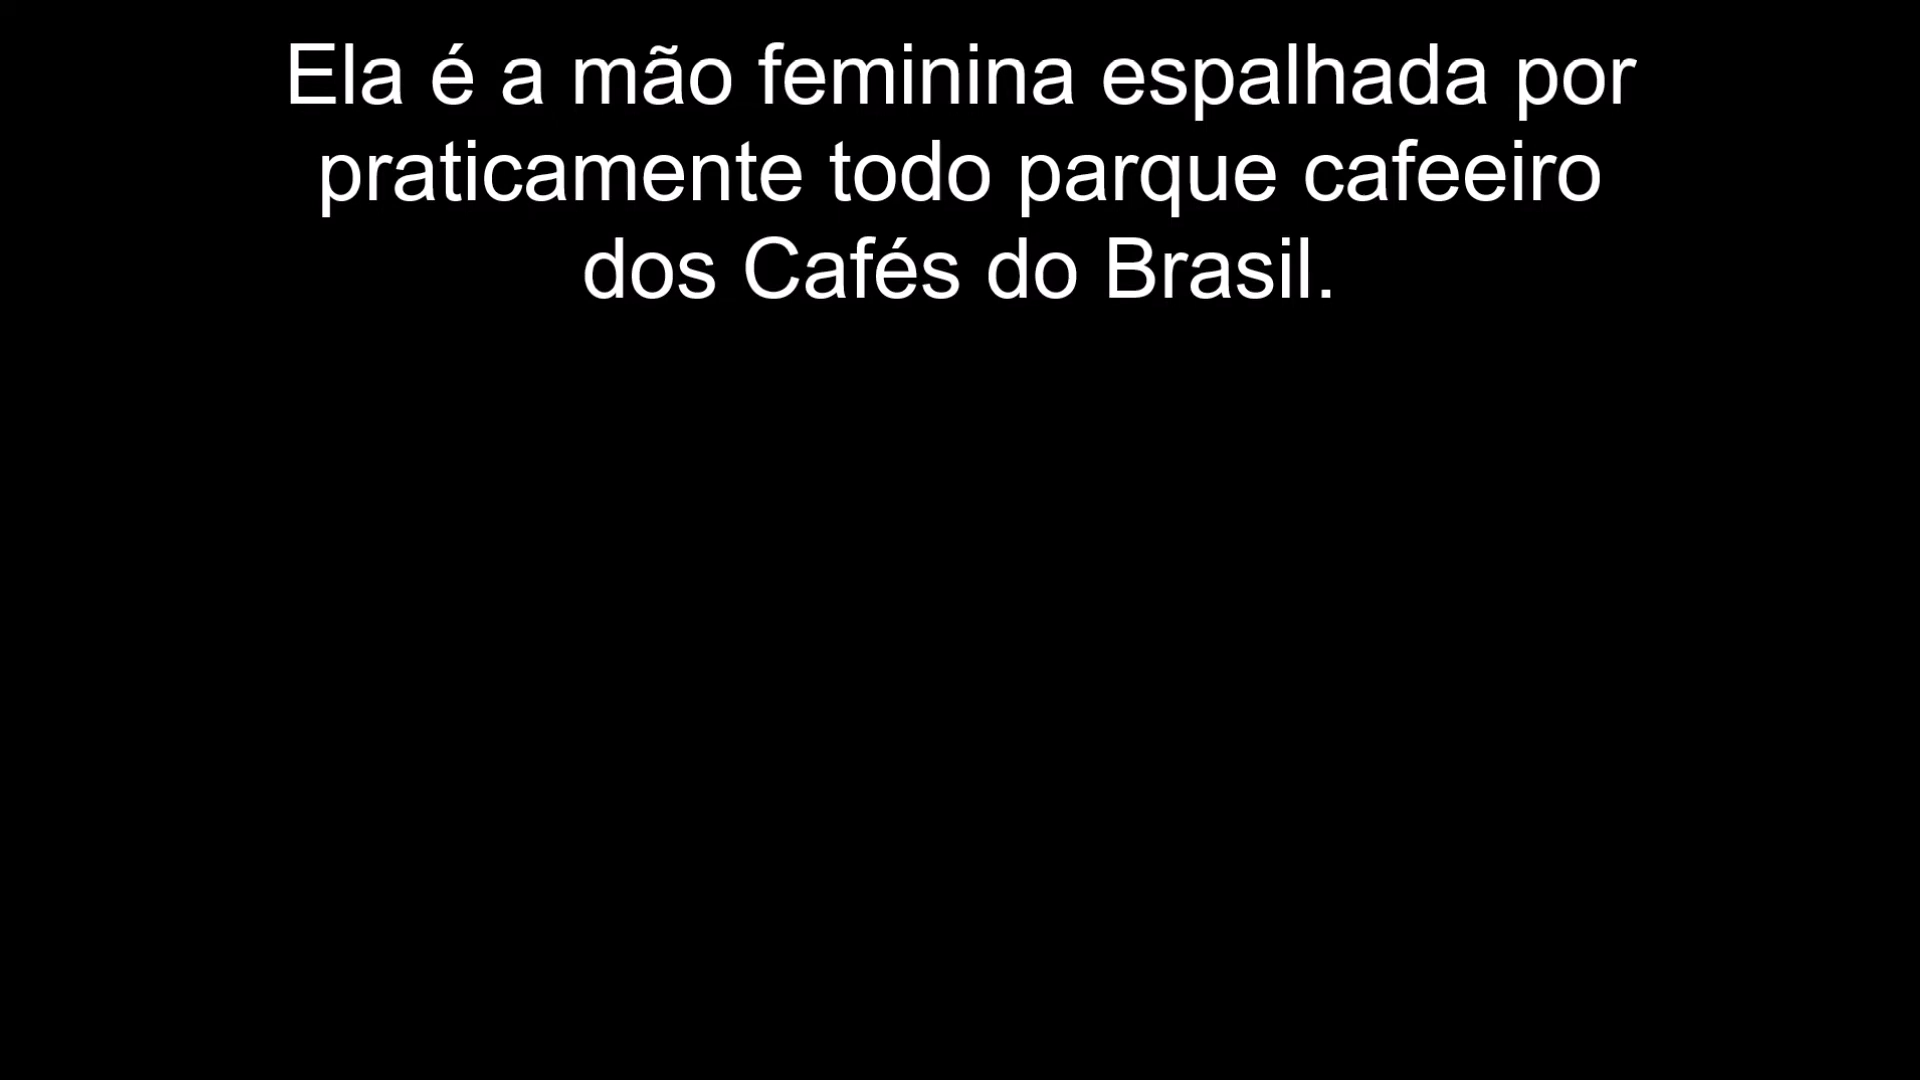 Ela é a mão feminina espalhada por
praticamente todo parque cafeeiro
dos Cafés do Brasil.